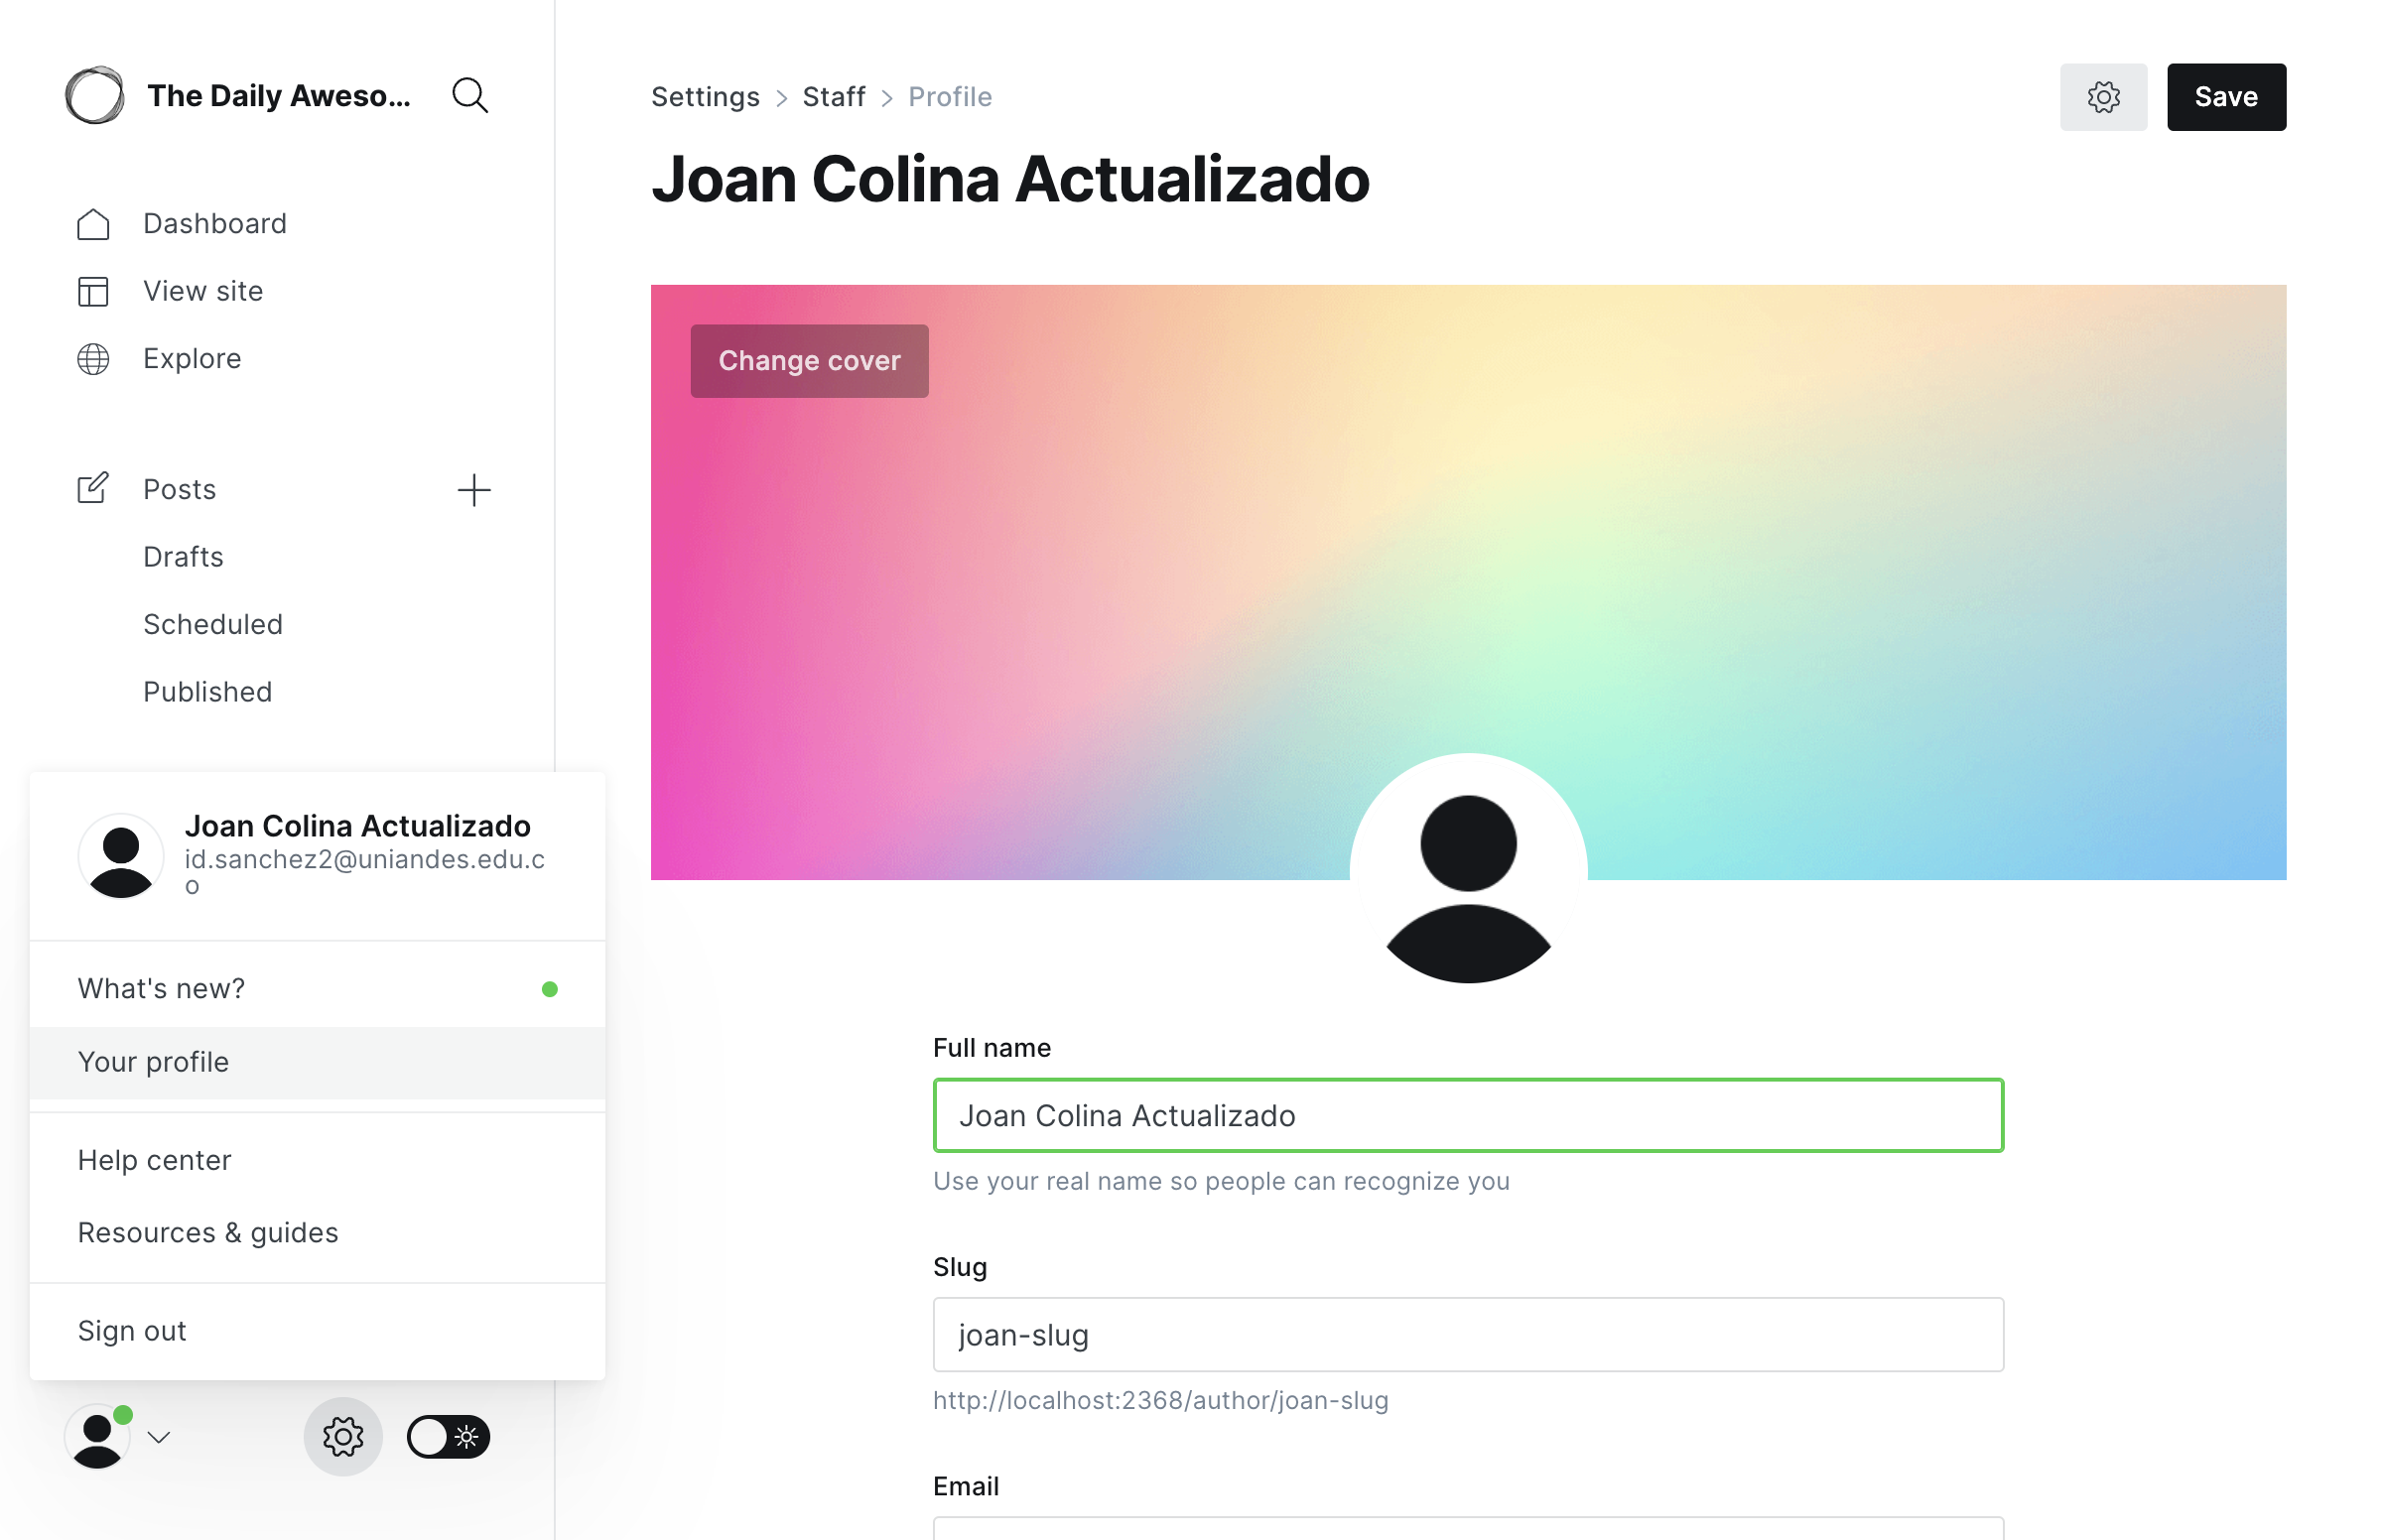 The Daily Aweso...
Dashboard
View site
Explore
Posts
Drafts
Scheduled
Published
Joan Colina Actualizado
id.sanchez2@uniandes.edu.c
o
What's new?
Your profile
Help center
Resources & guides
Sign out
Settings > Staff > Profile
Save
Joan Colina Actualizado
Change cover
Full name
Joan Colina Actualizado
Use your real name so people can recognize you
Slug
joan-slug
http://localhost:2368/author/joan-slug
Email